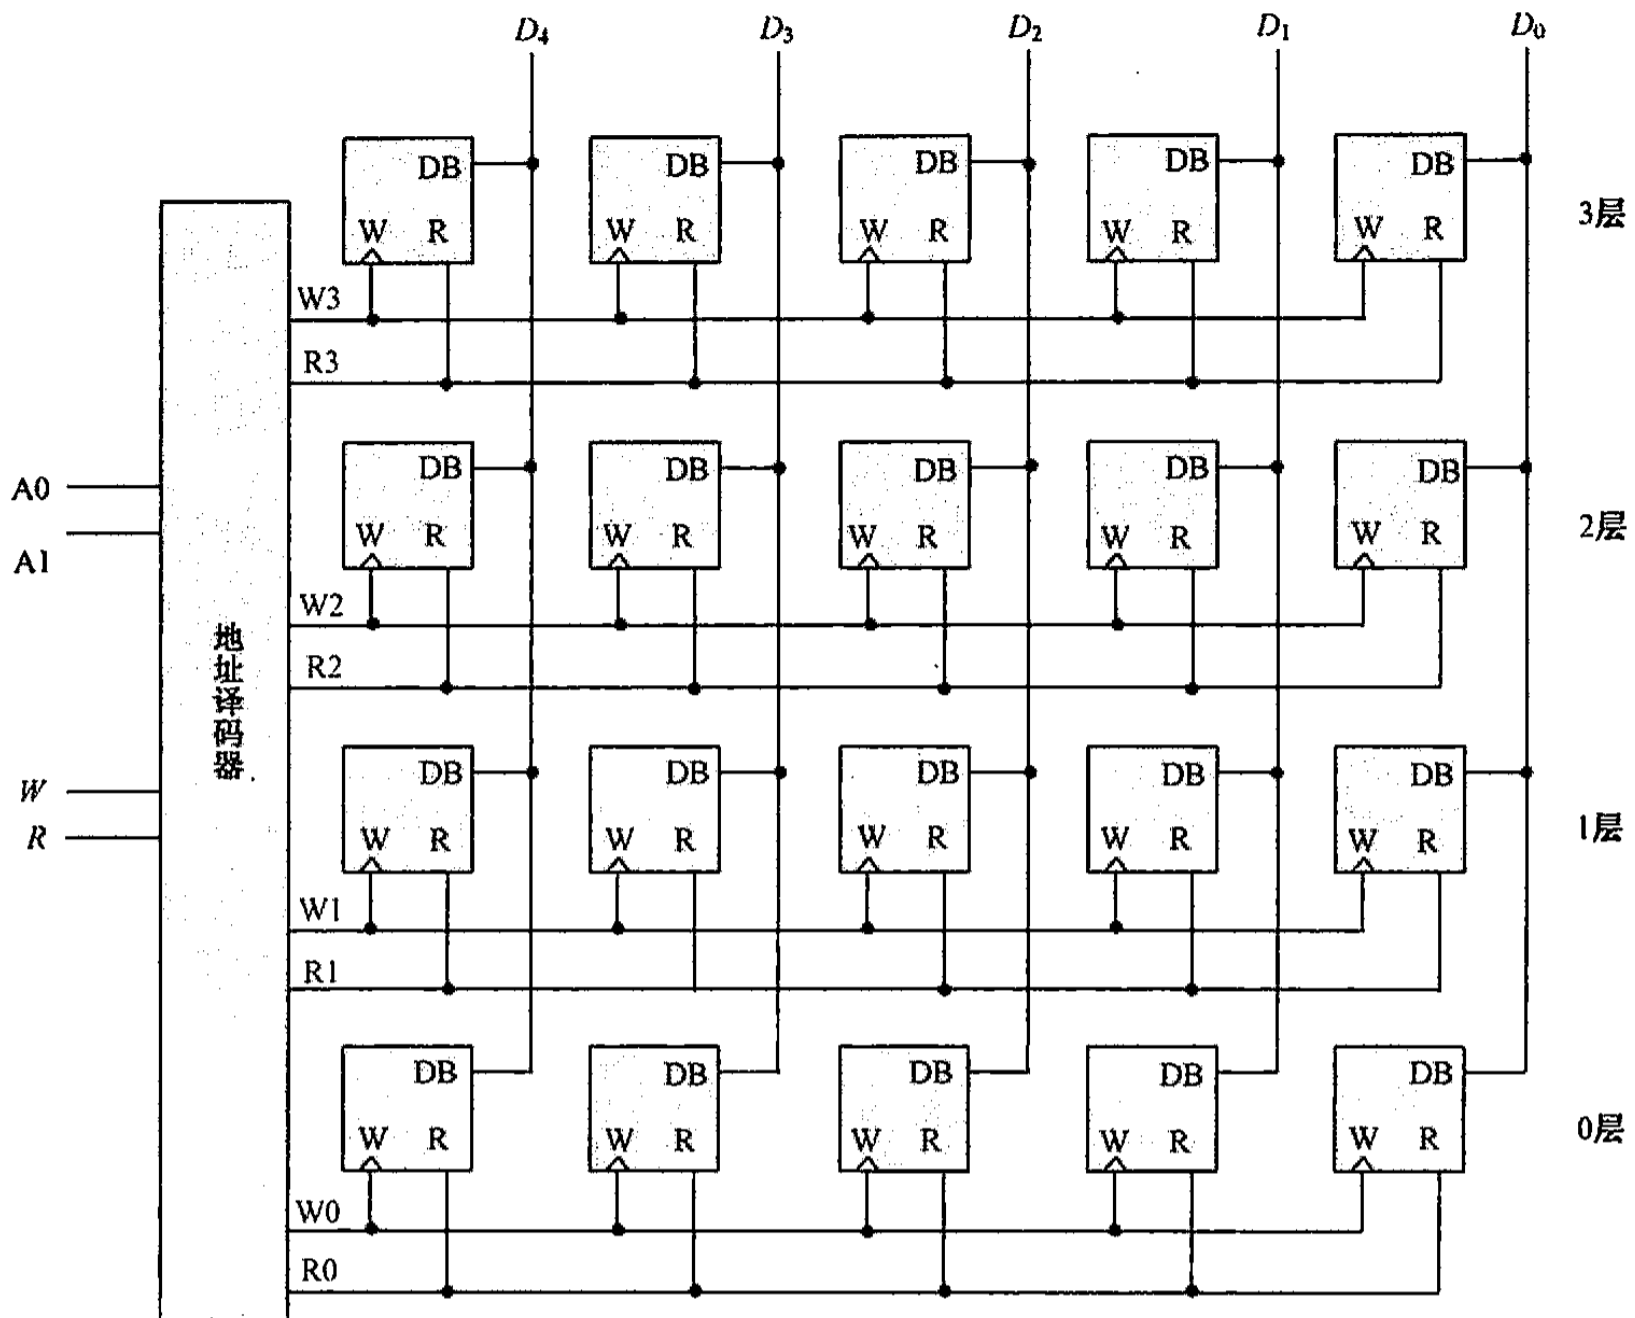 D₄ D₃ D₂ D₁ D₀
DB DB DB DB DB
W R W R W R W R W R
3层
W3
R3
DB DB DB DB DB
A0
W R W R W R W R W R
2层
A1
W2
地址译码器
R2
DB DB DB DB DB
W
R
W R W R W R W R W R
1层
W1
R1
DB DB DB DB DB
W R W R W R W R W R
0层
W0
R0